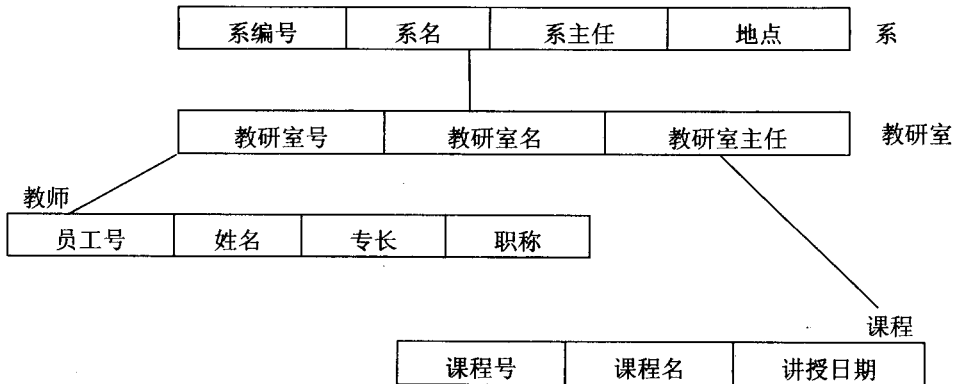 系编号 系名 系主任 地点 系
教研室号 教研室名 教研室主任 教研室
教师
员工号 姓名 专长 职称
课程
课程号 课程名 讲授日期